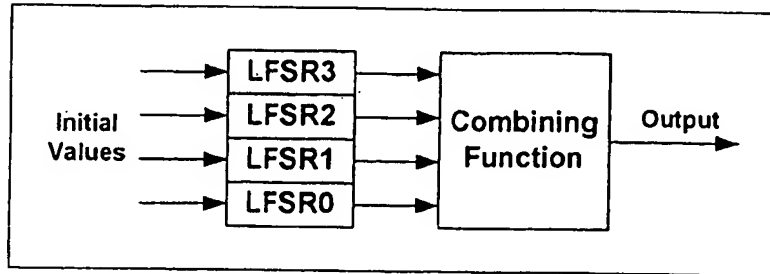 Initial
Values
LFSR3
LFSR2
LFSR1
LFSR0
Combining
Function
Output